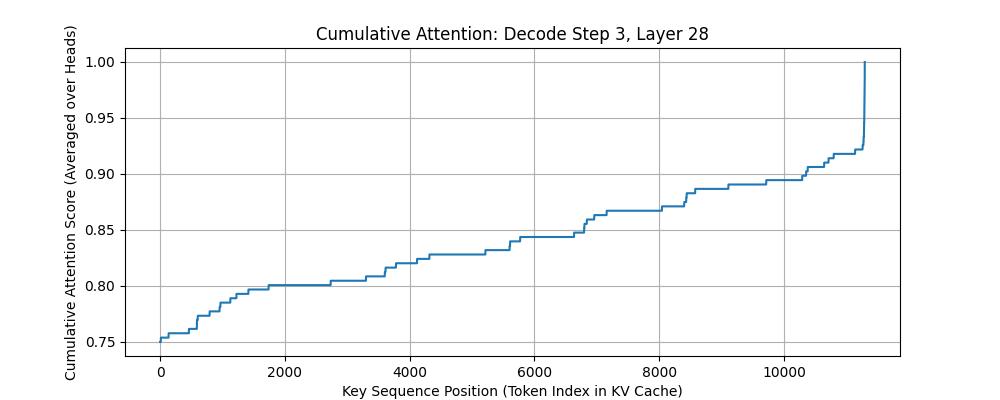 Cumulative Attention: Decode Step 3, Layer 28
Cumulative Attention Score (Averaged over Heads)
1.00
0.95
0.90
0.85
0.80
0.75
0 2000 4000 6000 8000 10000
Key Sequence Position (Token Index in KV Cache)